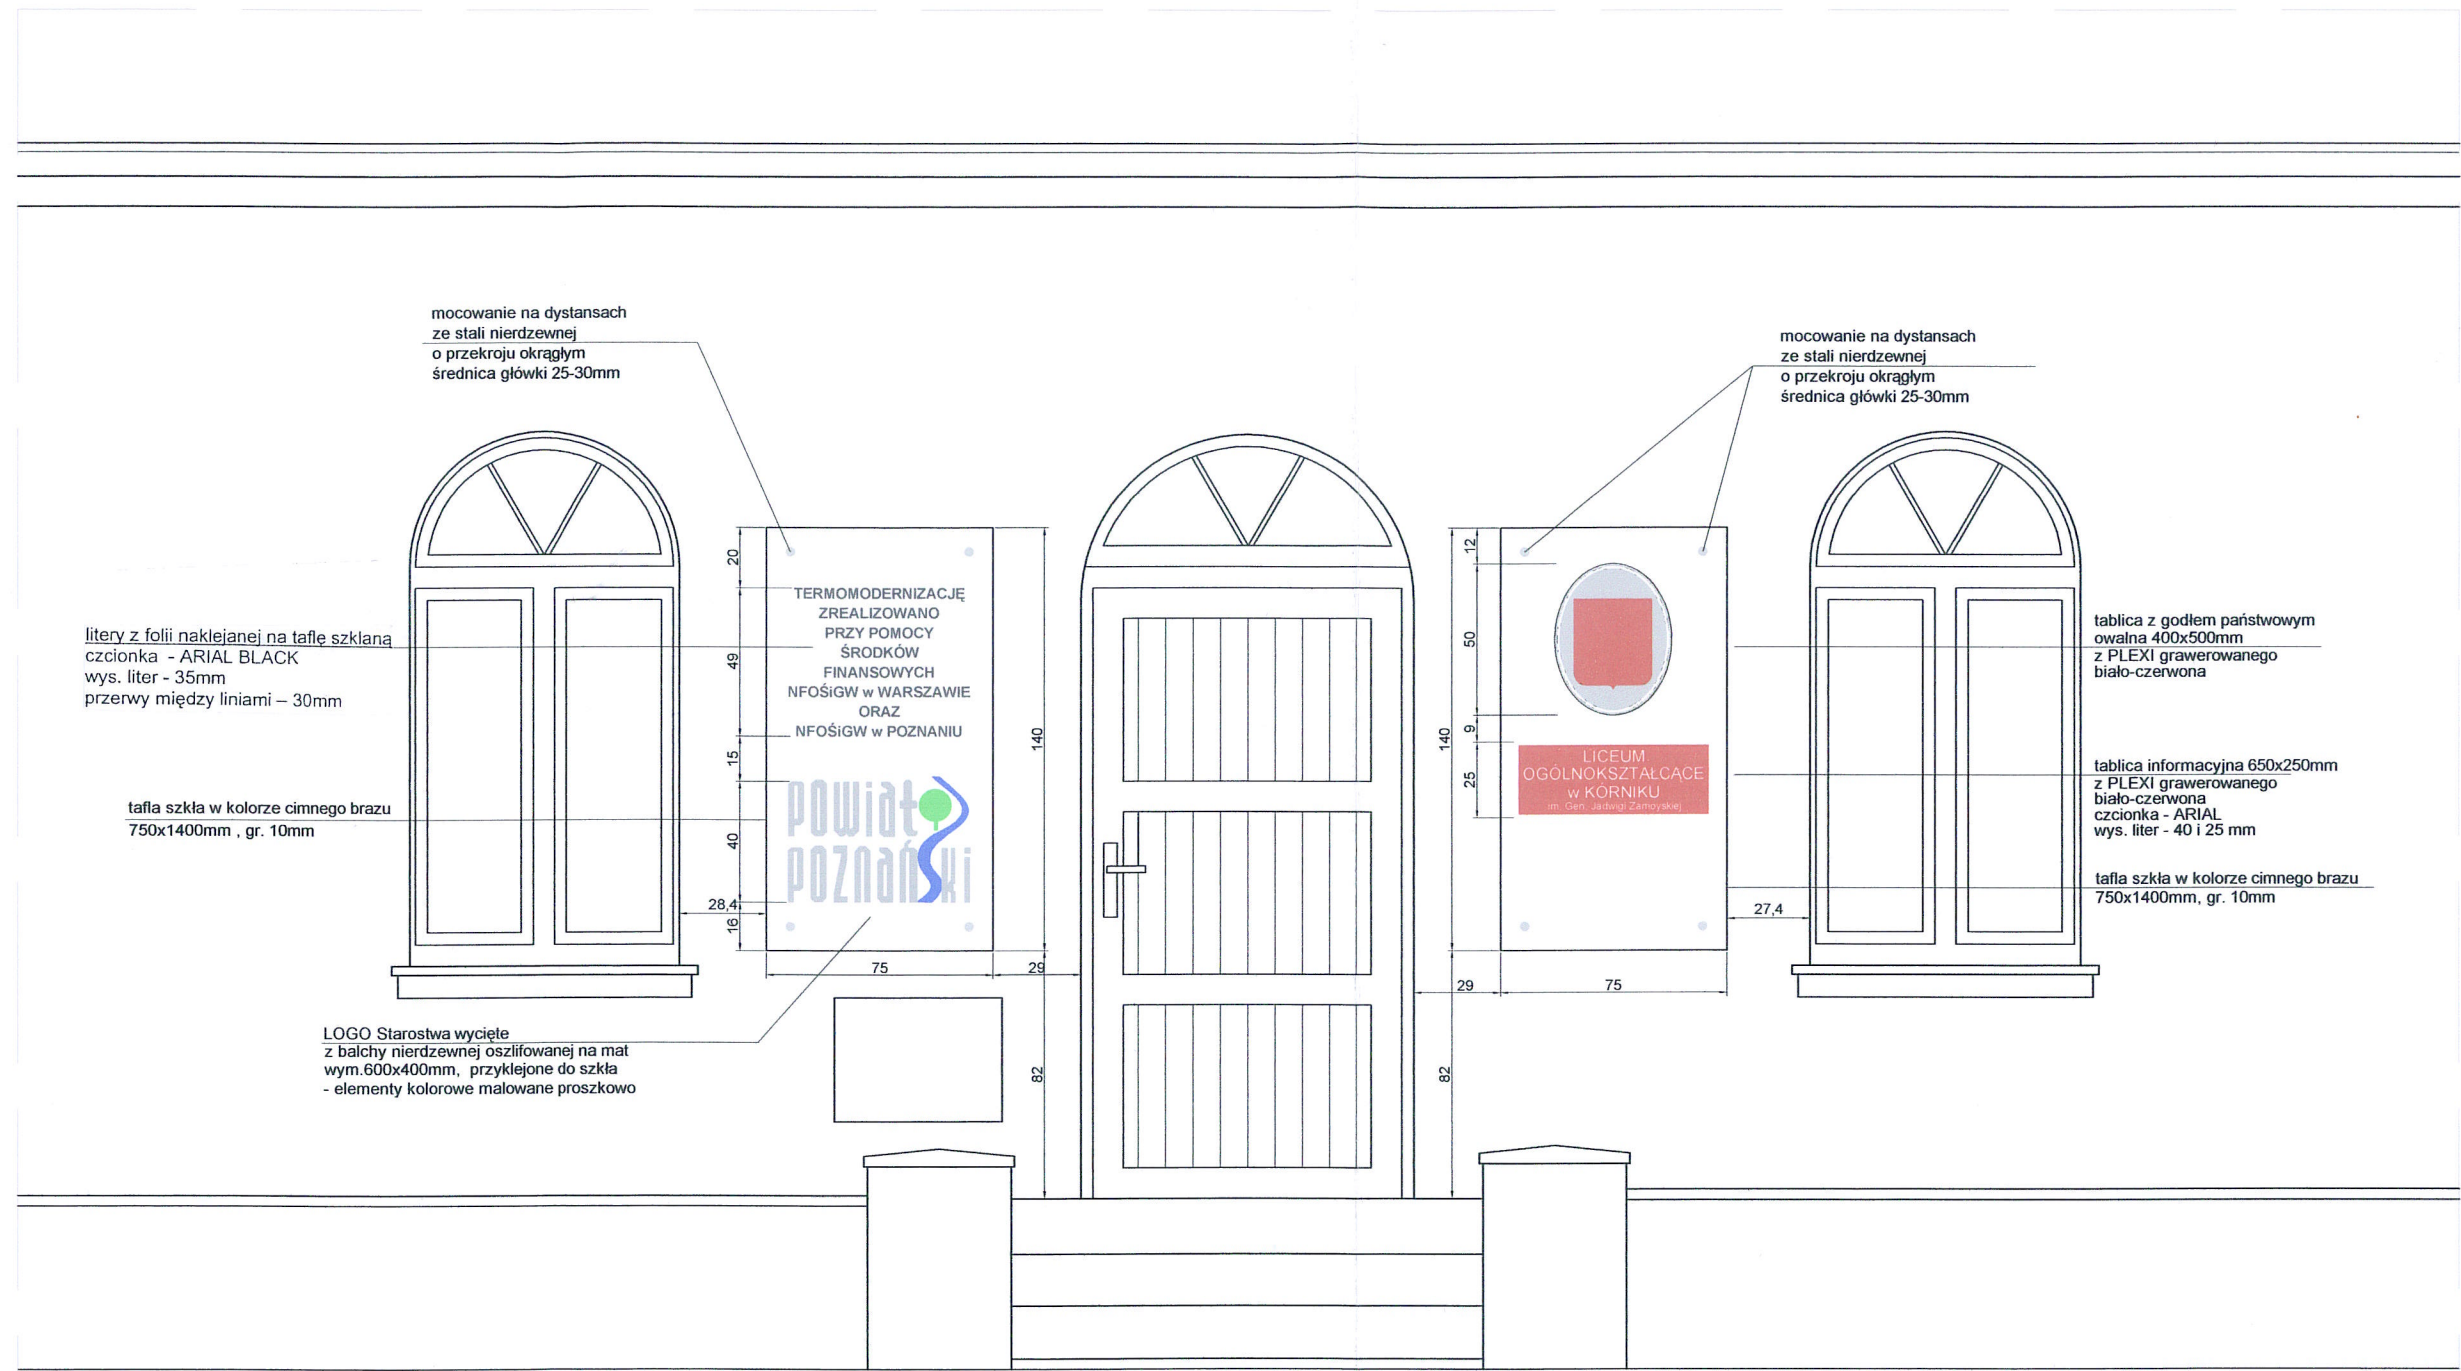 mocowanie na dystansach
ze stali nierdzewnej
o przekroju okrągłym
średnica główki 25-30mm
mocowanie na dystansach
ze stali nierdzewnej
o przekroju okrągłym
średnica główki 25-30mm
litery z folii naklejanej na taflę szklaną
czcionka - ARIAL BLACK
wys. liter - 35mm
przerwy między liniami – 30mm
tafla szkła w kolorze cimnego brazu
750x1400mm , gr. 10mm
20
49
15
40
16
28,4
TERMOMODERNIZACJĘ
ZREALIZOWANO
PRZY POMOCY
ŚRODKÓW
FINANSOWYCH
NFOŚiGW w WARSZAWIE
ORAZ
NFOŚiGW w POZNANIU
powiat
poznański
75
29
140
82
LOGO Starostwa wycięte
z balchy nierdzewnej oszlifowanej na mat
wym.600x400mm, przyklejone do szkła
- elementy kolorowe malowane proszkowo
140
82
12
50
9
25
LICEUM
OGÓLNOKSZTAŁCĄCE
w KÓRNIKU
im. Gen. Jadwigi Zamoyskiej
29
75
27,4
tablica z godłem państwowym
owalna 400x500mm
z PLEXI grawerowanego
biało-czerwona
tablica informacyjna 650x250mm
z PLEXI grawerowanego
biało-czerwona
czcionka - ARIAL
wys. liter - 40 i 25 mm
tafla szkła w kolorze cimnego brazu
750x1400mm, gr. 10mm